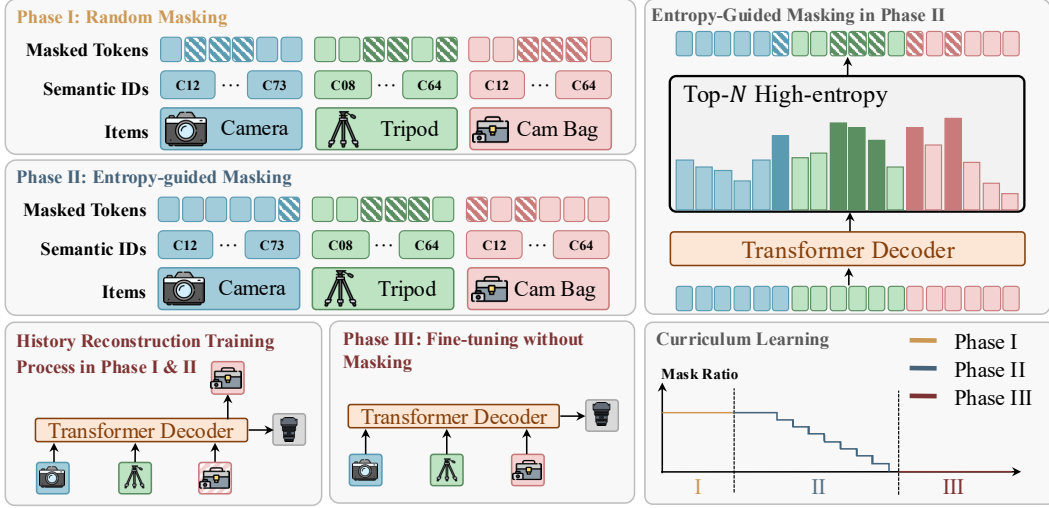 Phase I: Random Masking
Masked Tokens
Semantic IDs
C12 ··· C73
C08 ··· C64
C12 ··· C64
Items
Camera
Tripod
Cam Bag
Phase II: Entropy-guided Masking
Masked Tokens
Semantic IDs
C12 ··· C73
C08 ··· C64
C12 ··· C64
Items
Camera
Tripod
Cam Bag
Entropy-Guided Masking in Phase II
Top-N High-entropy
Transformer Decoder
History Reconstruction Training
Process in Phase I & II
Transformer Decoder
Phase III: Fine-tuning without
Masking
Transformer Decoder
Curriculum Learning
Mask Ratio
Phase I
Phase II
Phase III
I
II
III